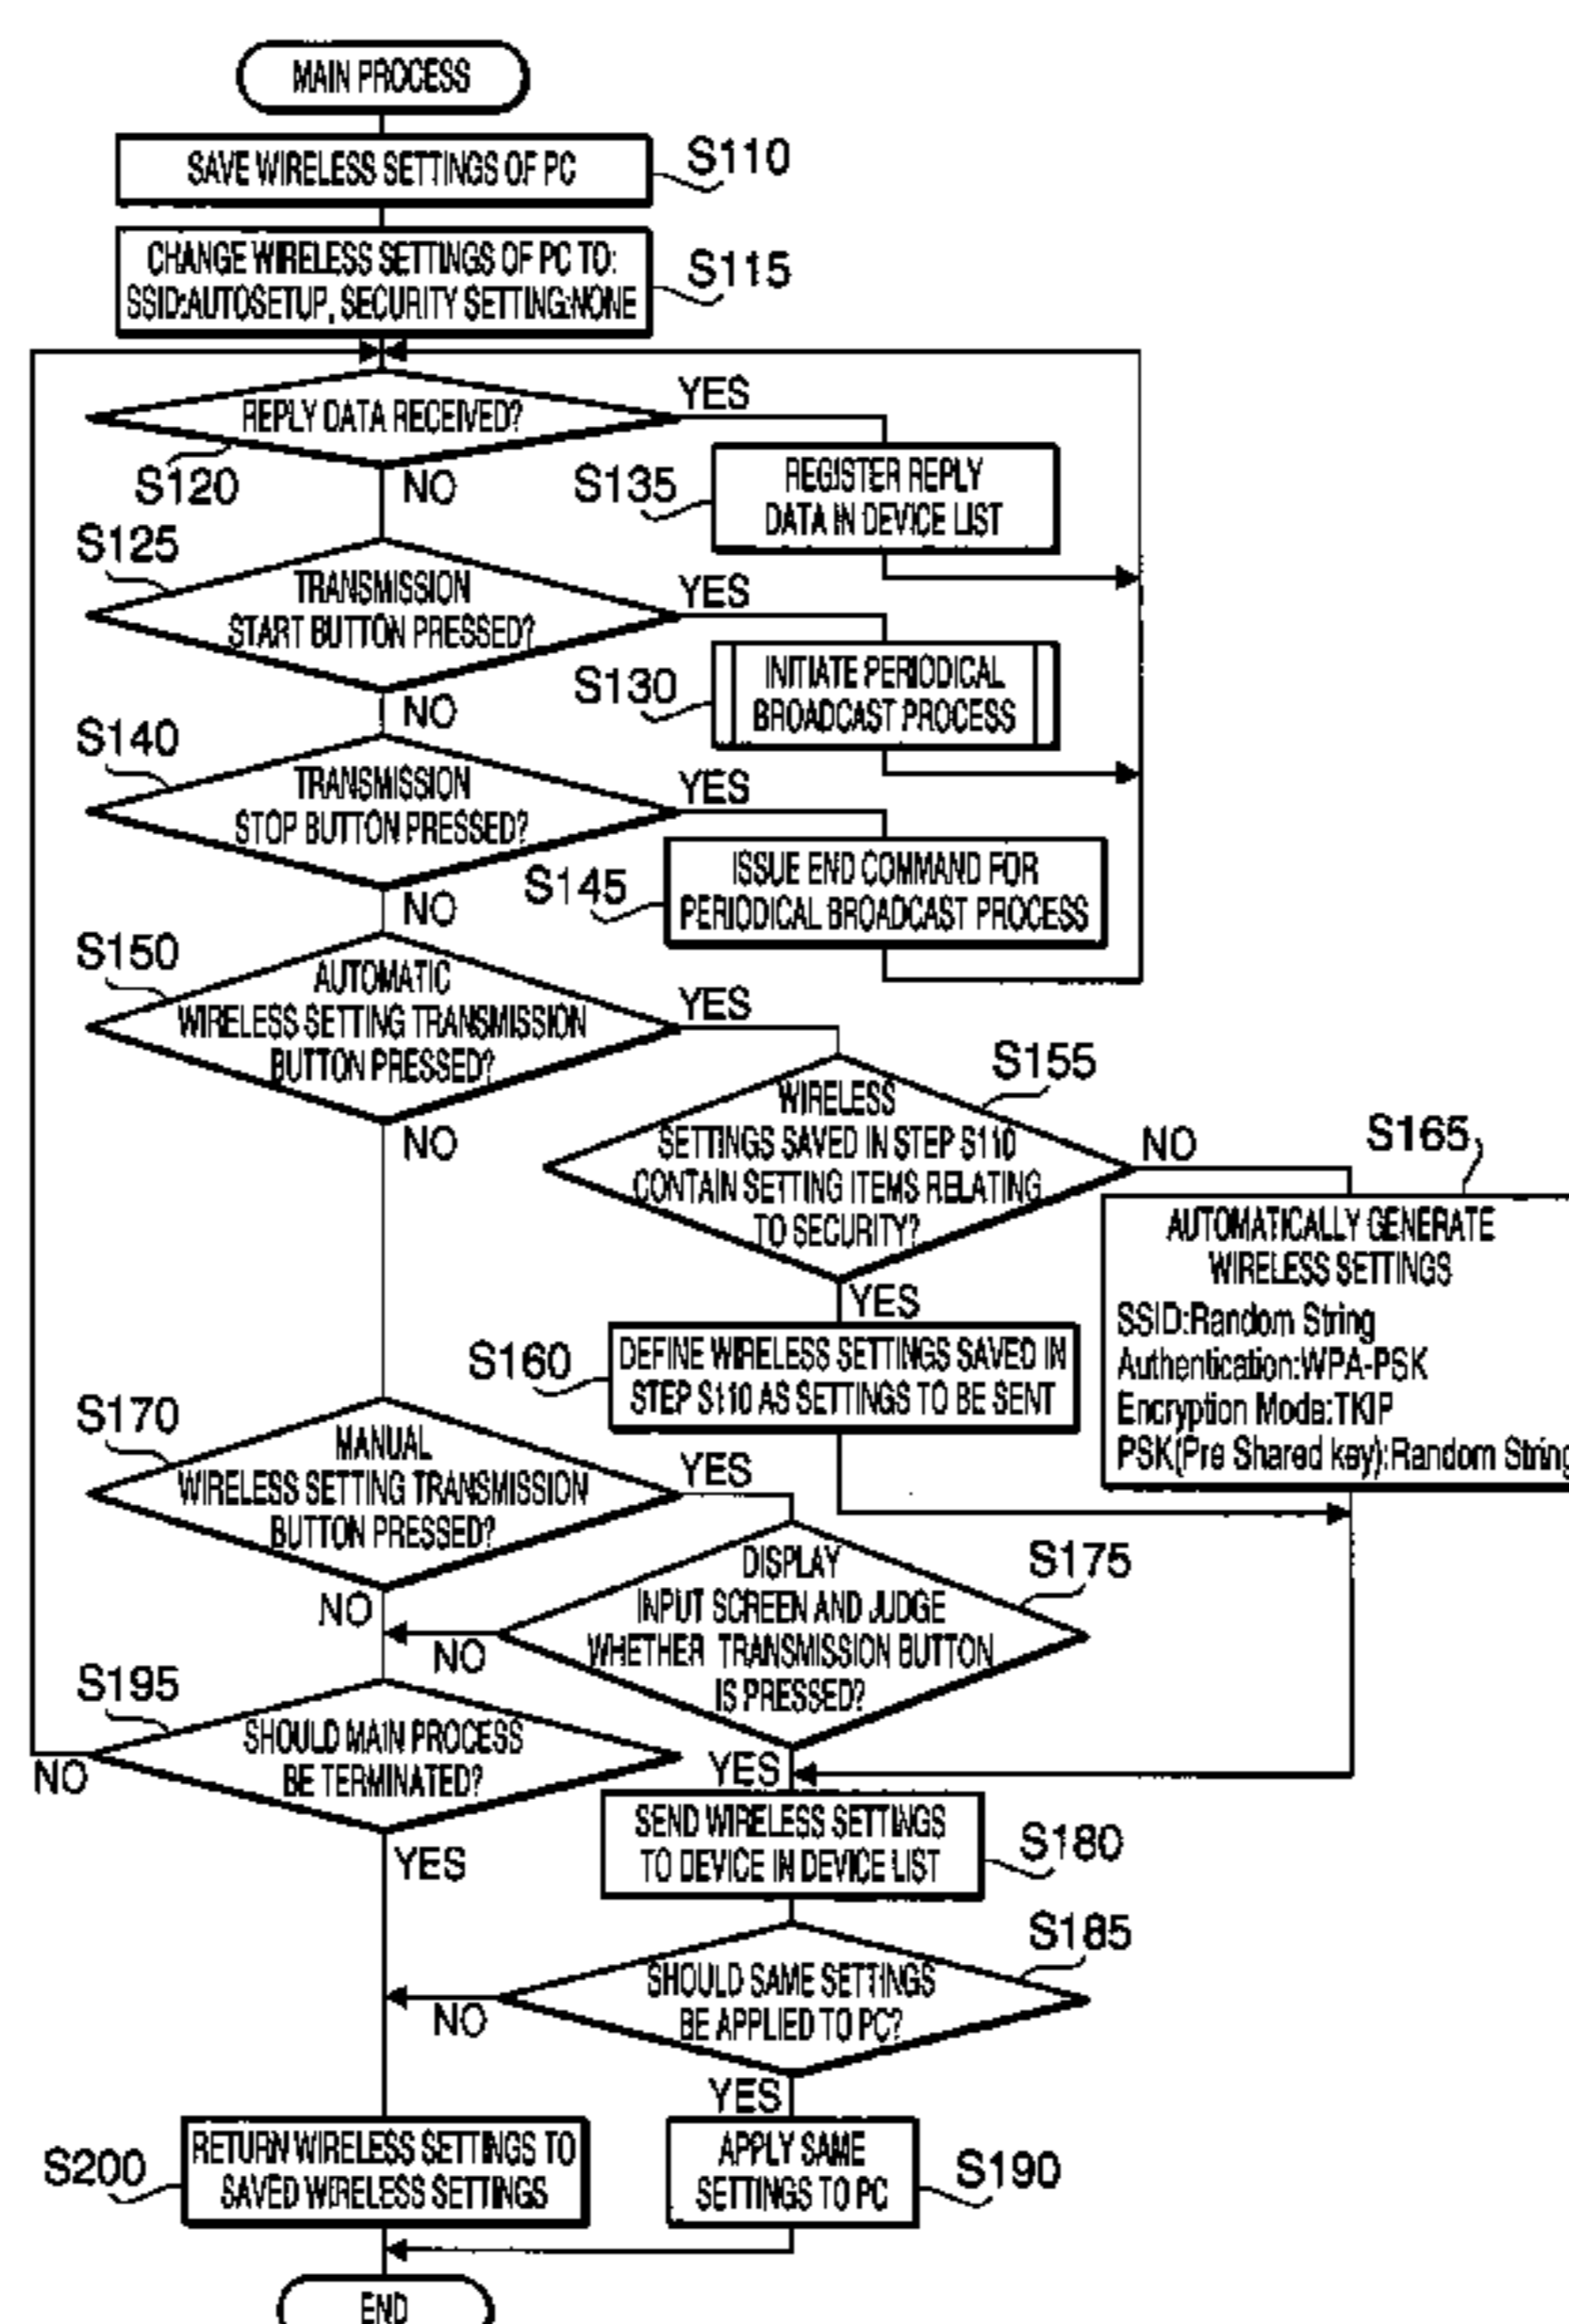 MAIN PROCESS
SAVE WIRELESS SETTINGS OF PC
S110
CHANGE WIRELESS SETTINGS OF PC TO:
SSID:AUTOSETUP, SECURITY SETTING:NONE
S115
REPLY DATA RECEIVED?
YES
S120
NO
S135
REGISTER REPLY
DATA IN DEVICE LIST
S125
TRANSMISSION
START BUTTON PRESSED?
YES
NO
S130
INITIATE PERIODICAL
BROADCAST PROCESS
S140
TRANSMISSION
STOP BUTTON PRESSED?
YES
NO
S145
ISSUE END COMMAND FOR
PERIODICAL BROADCAST PROCESS
S150
AUTOMATIC
WIRELESS SETTING TRANSMISSION
BUTTON PRESSED?
YES
NO
S155
WIRELESS
SETTINGS SAVED IN STEP S110
CONTAIN SETTING ITEMS RELATING
TO SECURITY?
NO
YES
S165
AUTOMATICALLY GENERATE
WIRELESS SETTINGS
SSID:Random String
Authentication:WPA-PSK
Encryption Mode:TKIP
PSK(Pre Shared key):Random String
S160
DEFINE WIRELESS SETTINGS SAVED IN
STEP S110 AS SETTINGS TO BE SENT
S170
MANUAL
WIRELESS SETTING TRANSMISSION
BUTTON PRESSED?
YES
NO
S175
DISPLAY
INPUT SCREEN AND JUDGE
WHETHER TRANSMISSION BUTTON
IS PRESSED?
NO
YES
S195
SHOULD MAIN PROCESS
BE TERMINATED?
NO
YES
SEND WIRELESS SETTINGS
TO DEVICE IN DEVICE LIST
S180
S185
SHOULD SAME SETTINGS
BE APPLIED TO PC?
NO
YES
S200
RETURN WIRELESS SETTINGS TO
SAVED WIRELESS SETTINGS
APPLY SAME
SETTINGS TO PC
S190
END